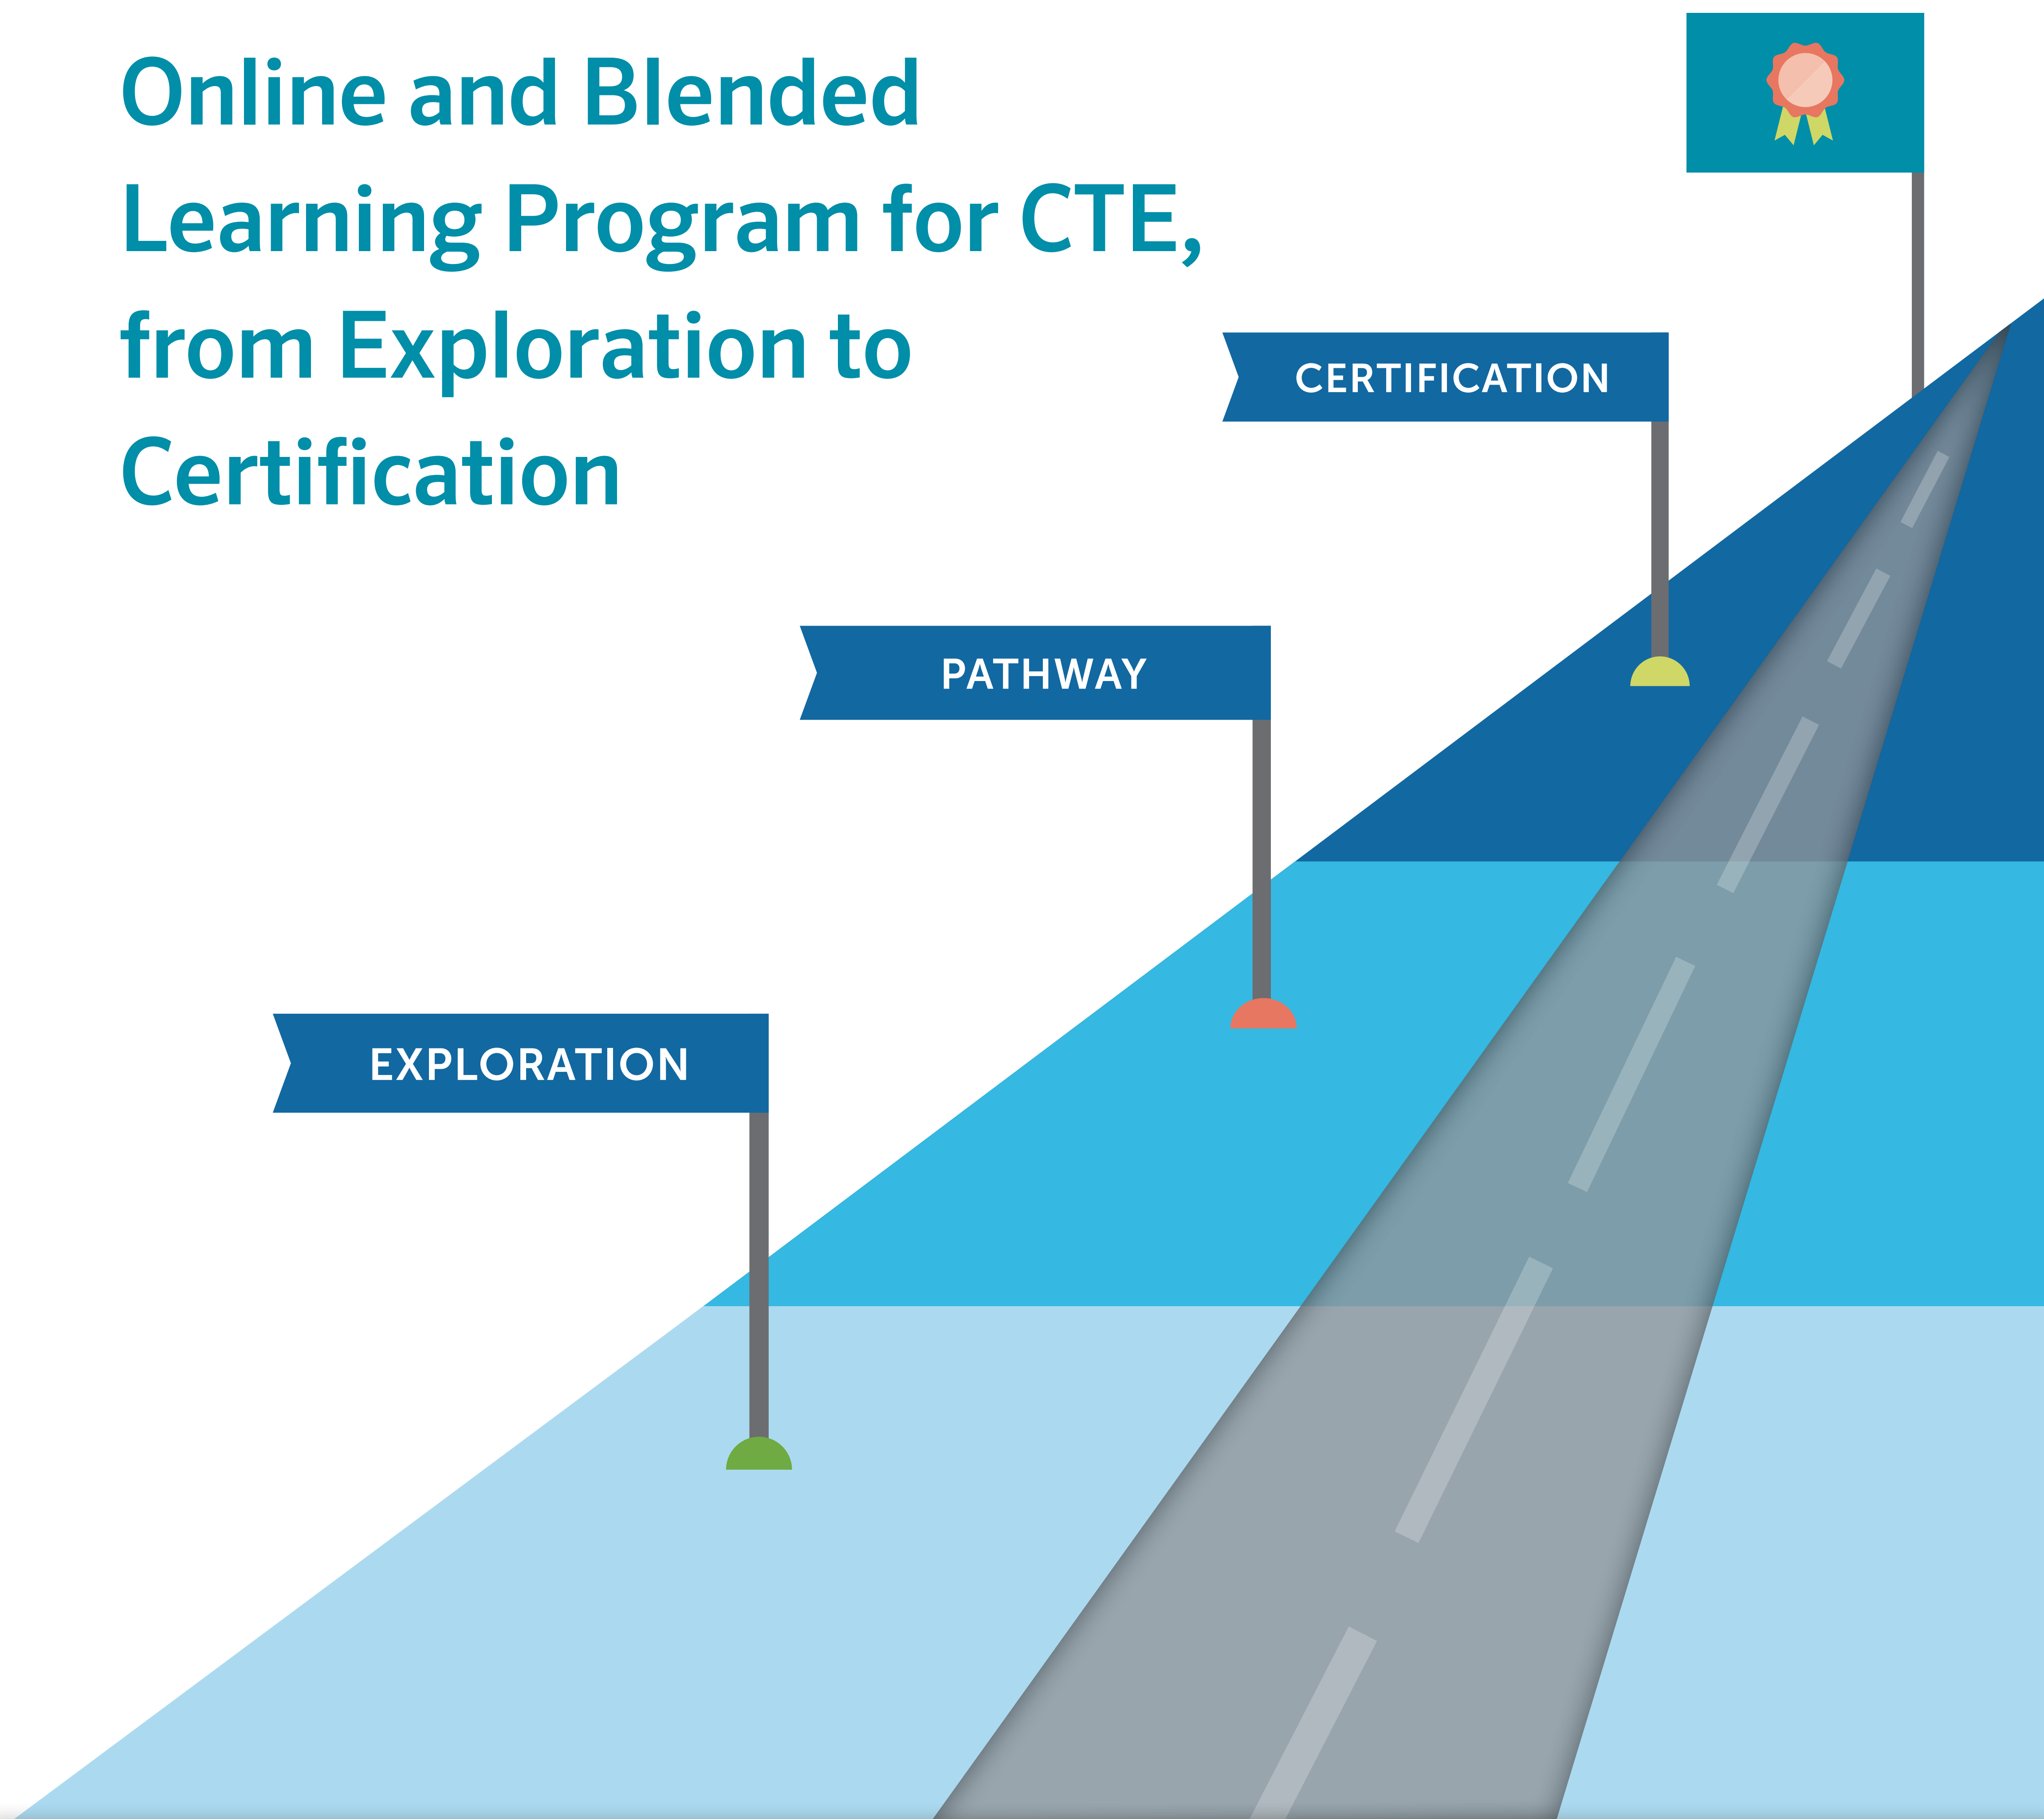 Online and Blended
Learning Program for CTE,
from Exploration to
Certification
CERTIFICATION
PATHWAY
EXPLORATION